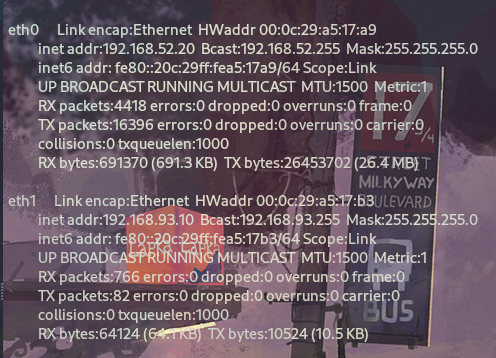 eth0 Link encap:Ethernet HWaddr 00:0c:29:a5:17:a9
inet addr:192.168.52.20 Bcast:192.168.52.255 Mask:255.255.255.0
inet6 addr: fe80::20c:29ff:fea5:17a9/64 Scope:Link
UP BROADCAST RUNNING MULTICAST MTU:1500 Metric:1
RX packets:4418 errors:0 dropped:0 overruns:0 frame:0
TX packets:16396 errors:0 dropped:0 overruns:0 carrier:0
collisions:0 txqueuelen:1000
RX bytes:691370 (691.3 KB) TX bytes:26453702 (26.4 MB)
eth1 Link encap:Ethernet HWaddr 00:0c:29:a5:17:b3
inet addr:192.168.93.10 Bcast:192.168.93.255 Mask:255.255.255.0
inet6 addr: fe80::20c:29ff:fea5:17b3/64 Scope:Link
UP BROADCAST RUNNING MULTICAST MTU:1500 Metric:1
RX packets:766 errors:0 dropped:0 overruns:0 frame:0
TX packets:82 errors:0 dropped:0 overruns:0 carrier:0
collisions:0 txqueuelen:1000
RX bytes:64124 (64.1 KB) TX bytes:10524 (10.5 KB)
17
MILKYWAY
BOULEVARD
BUS